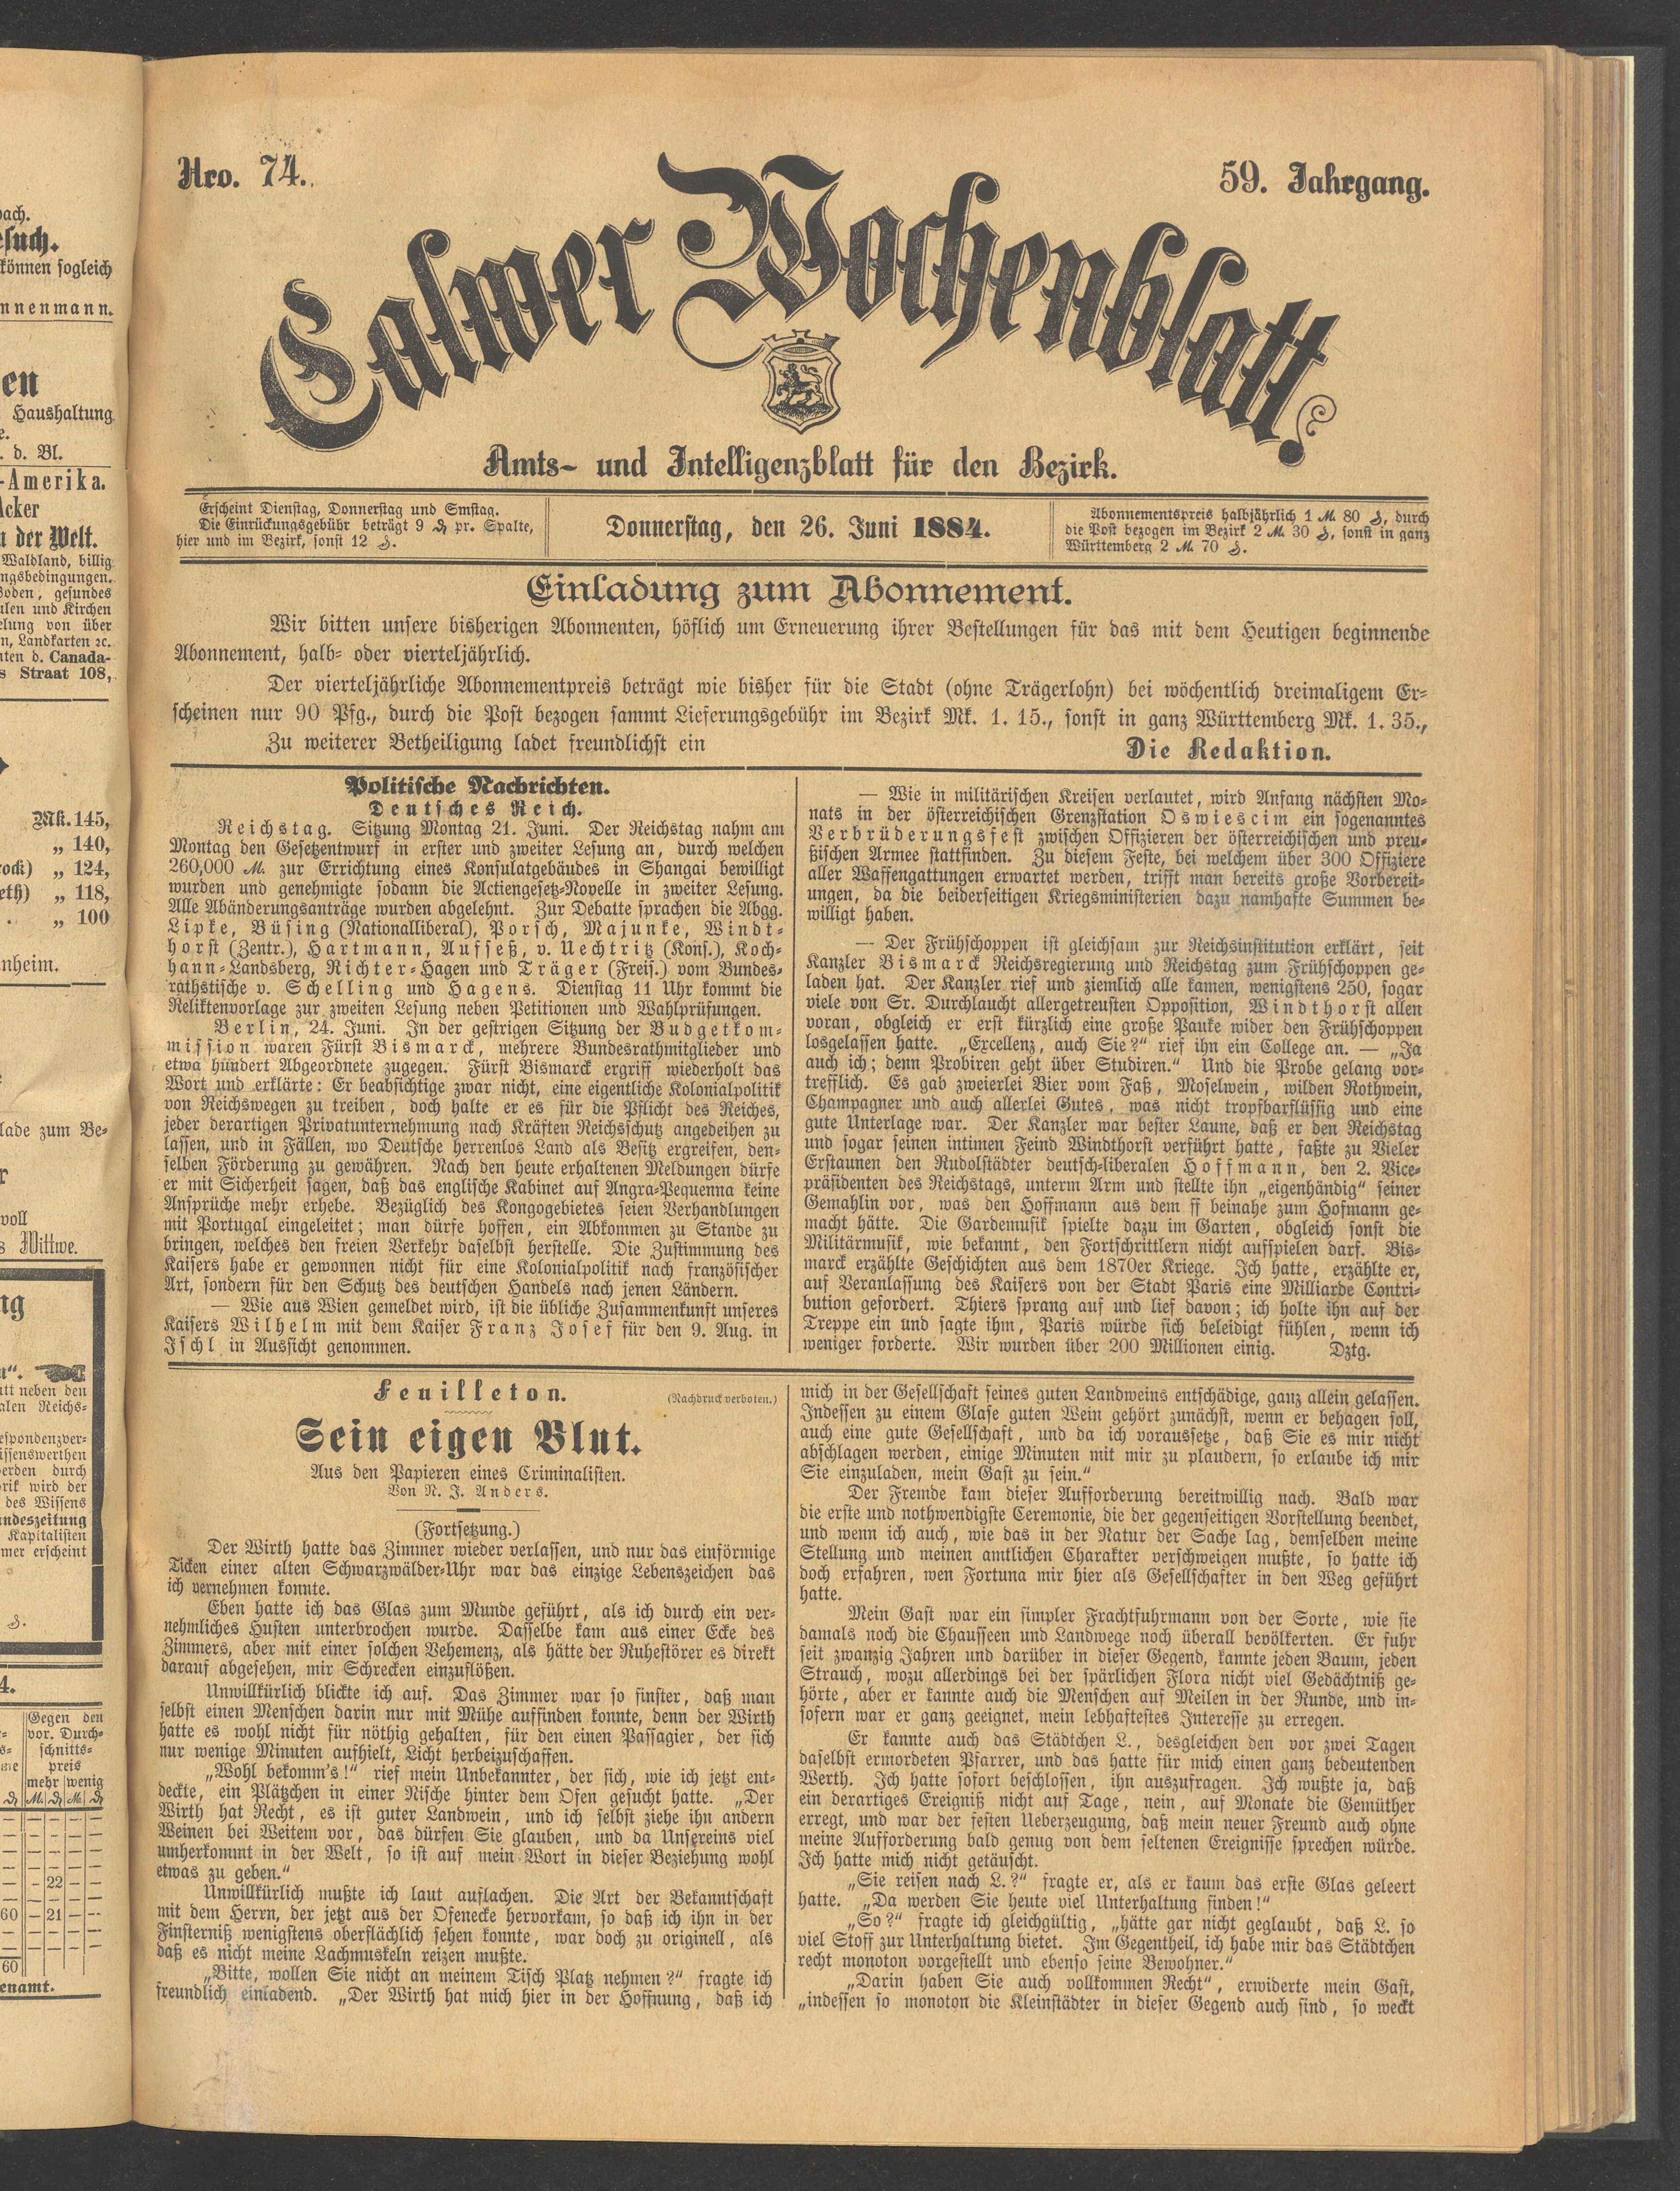 Nro. 74.
59. Jahrgang.
Calwer Wochenblatt.
Amts- und Intelligenzblatt für den Bezirk.
Erscheint Dienstag, Donnerstag und Smstag.
Die Einrückungsgebühr beträgt 9 ₰ pr. Spalte,
hier und im Bezirk, sonst 12 ₰.
Donnerstag, den 26. Juni 1884.
Abonnementspreis halbjährlich 1 M. 80 ₰, durch
die Post bezogen im Bezirk 2 M. 30 ₰, sonst in ganz
Württemberg 2 M. 70 ₰.
Einladung zum Abonnement.
Wir bitten unsere bisherigen Abonnenten, höflich um Erneuerung ihrer Bestellungen für das mit dem Heutigen beginnende
Abonnement, halb- oder vierteljährlich.
Der vierteljährliche Abonnementpreis beträgt wie bisher für die Stadt (ohne Trägerlohn) bei wöchentlich dreimaligem Er-
scheinen nur 90 Pfg., durch die Post bezogen sammt Lieferungsgebühr im Bezirk Mk. 1. 15., sonst in ganz Württemberg Mk. 1. 35.,
Zu weiterer Betheiligung ladet freundlichst ein
Die Redaktion.
Politische Nachrichten.
Deutsches Reich.
Reichstag. Sitzung Montag 21. Juni. Der Reichstag nahm am
Montag den Gesetzentwurf in erster und zweiter Lesung an, durch welchen
260,000 M. zur Errichtung eines Konsulatgebäudes in Shangai bewilligt
wurden und genehmigte sodann die Actiengesetz-Novelle in zweiter Lesung.
Alle Abänderungsanträge wurden abgelehnt. Zur Debatte sprachen die Abgg.
Lipke, Büsing (Nationalliberal), Porsch, Majunke, Windt-
horst (Zentr.), Hartmann, Aufseß, v. Uechtritz (Kons.), Koch-
hann-Landsberg, Richter-Hagen und Träger (Freis.) vom Bundes-
rathstische v. Schelling und Hagens. Dienstag 11 Uhr kommt die
Reliktenvorlage zur zweiten Lesung neben Petitionen und Wahlprüfungen.
Berlin, 24. Juni. In der gestrigen Sitzung der Budgetkom-
mission waren Fürst Bismarck, mehrere Bundesrathmitglieder und
etwa hundert Abgeordnete zugegen. Fürst Bismarck ergriff wiederholt das
Wort und erklärte: Er beabsichtige zwar nicht, eine eigentliche Kolonialpolitik
von Reichswegen zu treiben, doch halte er es für die Pflicht des Reiches,
jeder derartigen Privatunternehmung nach Kräften Reichsschutz angedeihen zu
lassen, und in Fällen, wo Deutsche herrenlos Land als Besitz ergreifen, den-
selben Förderung zu gewähren. Nach den heute erhaltenen Meldungen dürfe
er mit Sicherheit sagen, daß das englische Kabinet auf Angra-Pequenna keine
Ansprüche mehr erhebe. Bezüglich des Kongogebietes seien Verhandlungen
mit Portugal eingeleitet; man dürfe hoffen, ein Abkommen zu Stande zu
bringen, welches den freien Verkehr daselbst herstelle. Die Zustimmung des
Kaisers habe er gewonnen nicht für eine Kolonialpolitik nach französischer
Art, sondern für den Schutz des deutschen Handels nach jenen Ländern.
— Wie aus Wien gemeldet wird, ist die übliche Zusammenkunft unseres
Kaisers Wilhelm mit dem Kaiser Franz Josef für den 9. Aug. in
Ischl in Aussicht genommen.
— Wie in militärischen Kreisen verlautet, wird Anfang nächsten Mo-
nats in der österreichischen Grenzstation Oswiescim ein sogenanntes
Verbrüderungsfest zwischen Offizieren der österreichischen und preu-
ßischen Armee stattfinden. Zu diesem Feste, bei welchem über 300 Offiziere
aller Waffengattungen erwartet werden, trifft man bereits große Vorbereit-
ungen, da die beiderseitigen Kriegsministerien dazu namhafte Summen be-
willigt haben.
— Der Frühschoppen ist gleichsam zur Reichsinstitution erklärt, seit
Kanzler Bismarck Reichsregierung und Reichstag zum Frühschoppen ge-
laden hat. Der Kanzler rief und ziemlich alle kamen, wenigstens 250, sogar
viele von Sr. Durchlaucht allergetreusten Opposition, Windthorst allen
voran, obgleich er erst kürzlich eine große Pauke wider den Frühschoppen
losgelassen hatte. „Excellenz, auch Sie?“ rief ihn ein College an. — „Ja
auch ich; denn Probiren geht über Studiren.“ Und die Probe gelang vor-
trefflich. Es gab zweierlei Bier vom Faß, Moselwein, wilden Rothwein,
Champagner und auch allerlei Gutes, was nicht tropfbarflüssig und eine
gute Unterlage war. Der Kanzler war bester Laune, daß er den Reichstag
und sogar seinen intimen Feind Windthorst verführt hatte, faßte zu Vieler
Erstaunen den Rudolstädter deutsch-liberalen Hoffmann, den 2. Vice-
präsidenten des Reichstags, unterm Arm und stellte ihn „eigenhändig“ seiner
Gemahlin vor, was den Hoffmann aus dem ff beinahe zum Hofmann ge-
macht hätte. Die Gardemusik spielte dazu im Garten, obgleich sonst die
Militärmusik, wie bekannt, den Fortschrittlern nicht aufspielen darf. Bis-
marck erzählte Geschichten aus dem 1870er Kriege. Ich hatte, erzählte er,
auf Veranlassung des Kaisers von der Stadt Paris eine Milliarde Contri-
bution gefordert. Thiers sprang auf und lief davon; ich holte ihn auf der
Treppe ein und sagte ihm, Paris würde sich beleidigt fühlen, wenn ich
weniger forderte. Wir wurden über 200 Millionen einig. Dztg.
Feuilleton.
(Nachdruck verboten.)
Sein eigen Blut.
Aus den Papieren eines Criminalisten.
Von N. J. Anders.
(Fortsetzung.)
Der Wirth hatte das Zimmer wieder verlassen, und nur das einförmige
Ticken einer alten Schwarzwälder-Uhr war das einzige Lebenszeichen das
ich vernehmen konnte.
Eben hatte ich das Glas zum Munde geführt, als ich durch ein ver-
nehmliches Husten unterbrochen wurde. Dasselbe kam aus einer Ecke des
Zimmers, aber mit einer solchen Vehemenz, als hätte der Ruhestörer es direkt
darauf abgesehen, mir Schrecken einzuflößen.
Unwillkürlich blickte ich auf. Das Zimmer war so finster, daß man
selbst einen Menschen darin nur mit Mühe auffinden konnte, denn der Wirth
hatte es wohl nicht für nöthig gehalten, für den einen Passagier, der sich
nur wenige Minuten aufhielt, Licht herbeizuschaffen.
„Wohl bekomm's!“ rief mein Unbekannter, der sich, wie ich jetzt ent-
deckte, ein Plätzchen in einer Nische hinter dem Ofen gesucht hatte. „Der
Wirth hat Recht, es ist guter Landwein, und ich selbst ziehe ihn andern
Weinen bei Weitem vor, das dürfen Sie glauben, und da Unsereins viel
umherkommt in der Welt, so ist auf mein Wort in dieser Beziehung wohl
etwas zu geben.“
Unwillkürlich mußte ich laut auflachen. Die Art der Bekanntschaft
mit dem Herrn, der jetzt aus der Ofenecke hervorkam, so daß ich ihn in der
Finsterniß wenigstens oberflächlich sehen konnte, war doch zu originell, als
daß es nicht meine Lachmuskeln reizen mußte.
„Bitte, wollen Sie nicht an meinem Tisch Platz nehmen?“ fragte ich
freundlich einladend. „Der Wirth hat mich hier in der Hoffnung, daß ich
mich in der Gesellschaft seines guten Landweins entschädige, ganz allein gelassen.
Indessen zu einem Glase guten Wein gehört zunächst, wenn er behagen soll,
auch eine gute Gesellschaft, und da ich voraussetze, daß Sie es mir nicht
abschlagen werden, einige Minuten mit mir zu plaudern, so erlaube ich mir
Sie einzuladen, mein Gast zu sein.“
Der Fremde kam dieser Aufforderung bereitwillig nach. Bald war
die erste und nothwendigste Ceremonie, die der gegenseitigen Vorstellung beendet,
und wenn ich auch, wie das in der Natur der Sache lag, demselben meine
Stellung und meinen amtlichen Charakter verschweigen mußte, so hatte ich
doch erfahren, wen Fortuna mir hier als Gesellschafter in den Weg geführt
hatte.
Mein Gast war ein simpler Frachtfuhrmann von der Sorte, wie sie
damals noch die Chausseen und Landwege noch überall bevölkerten. Er fuhr
seit zwanzig Jahren und darüber in dieser Gegend, kannte jeden Baum, jeden
Strauch, wozu allerdings bei der spärlichen Flora nicht viel Gedächtniß ge-
hörte, aber er kannte auch die Menschen auf Meilen in der Runde, und in-
sofern war er ganz geeignet, mein lebhaftestes Interesse zu erregen.
Er kannte auch das Städtchen L., desgleichen den vor zwei Tagen
daselbst ermordeten Pfarrer, und das hatte für mich einen ganz bedeutenden
Werth. Ich hatte sofort beschlossen, ihn auszufragen. Ich wußte ja, daß
ein derartiges Ereigniß nicht auf Tage, nein, auf Monate die Gemüther
erregt, und war der festen Ueberzeugung, daß mein neuer Freund auch ohne
meine Aufforderung bald genug von dem seltenen Ereignisse sprechen würde.
Ich hatte mich nicht getäuscht.
„Sie reisen nach L.?“ fragte er, als er kaum das erste Glas geleert
hatte. „Da werden Sie heute viel Unterhaltung finden!“
„So?“ fragte ich gleichgültig, „hätte gar nicht geglaubt, daß L. so
viel Stoff zur Unterhaltung bietet. Im Gegentheil, ich habe mir das Städtchen
recht monoton vorgestellt und ebenso seine Bewohner.“
„Darin haben Sie auch vollkommen Recht“, erwiderte mein Gast,
„indessen so monoton die Kleinstädter in dieser Gegend auch sind, so weckt